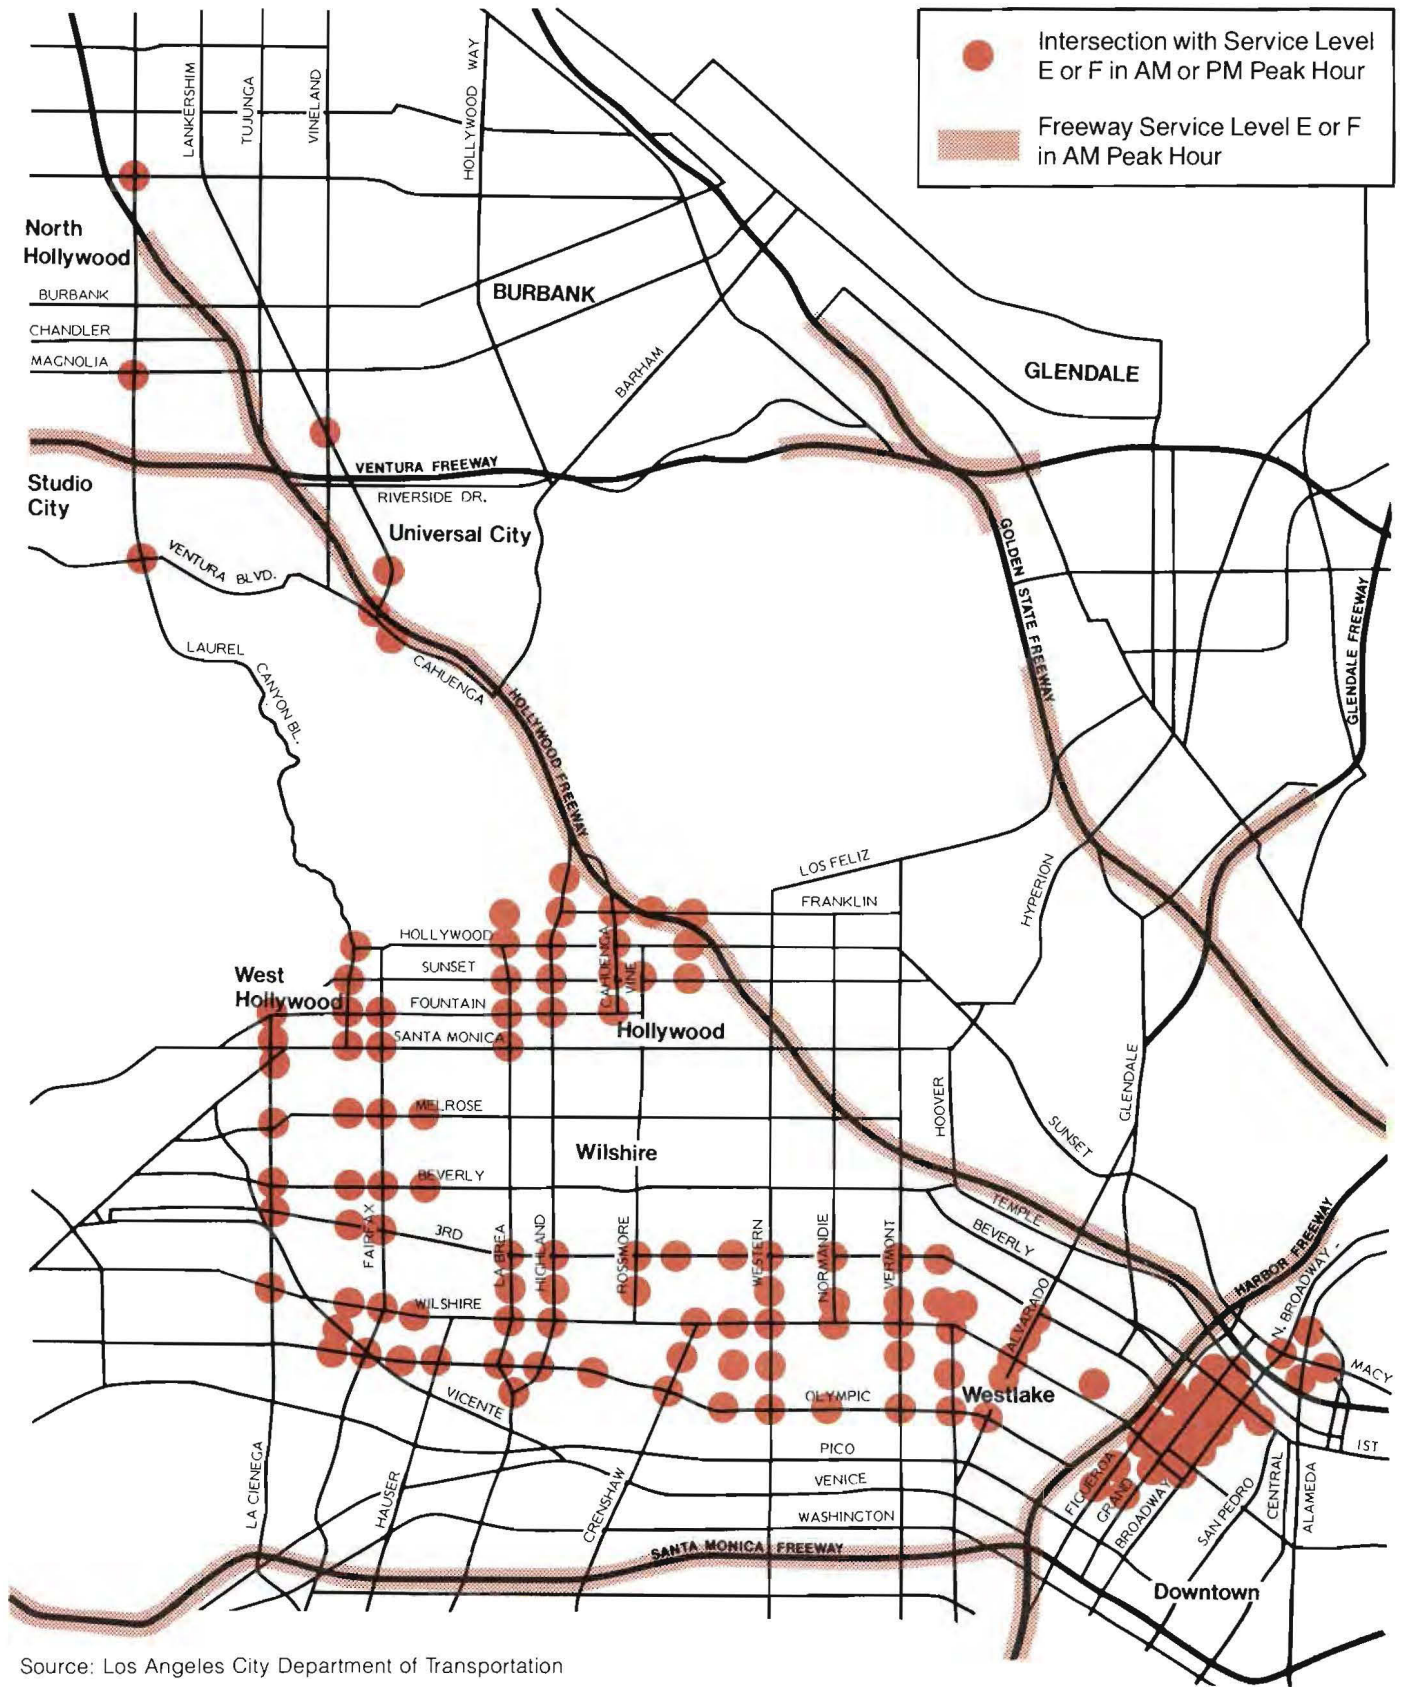 Intersection with Service Level
E or F in AM or PM Peak Hour
Freeway Service Level E or F
in AM Peak Hour
LANKERSHIM
TUJUNGA
VINELAND
HOLLYWOOD WAY
North
Hollywood
BURBANK
CHANDLER
MAGNOLIA
BURBANK
BARHAM
GLENDALE
VENTURA FREEWAY
RIVERSIDE DR.
Studio
City
Universal City
VENTURA BLVD.
LAUREL
CANYON BL.
CAHUENGA
HOLLYWOOD FREEWAY
GOLDEN STATE FREEWAY
GLENDALE FREEWAY
LOS FELIZ
FRANKLIN
HYPERION
HOLLYWOOD
SUNSET
FOUNTAIN
SANTA MONICA
CAHUENGA
VINE
West
Hollywood
Hollywood
MELROSE
Wilshire
BEVERLY
HOOVER
GLENDALE
SUNSET
TEMPLE
BEVERLY
3RD
FAIRFAX
LA BREA
HIGHLAND
ROSSMORE
WESTERN
NORMANDIE
VERMONT
WILSHIRE
ALVARADO
HARBOR FREEWAY
N. BROADWAY
MACY
Westlake
OLYMPIC
VICENTE
PICO
1ST
VENICE
WASHINGTON
LA CIENEGA
HAUSER
CRENSHAW
FIGUEROA
GRAND
BROADWAY
SAN PEDRO
CENTRAL
ALAMEDA
SANTA MONICA FREEWAY
Downtown
Source: Los Angeles City Department of Transportation